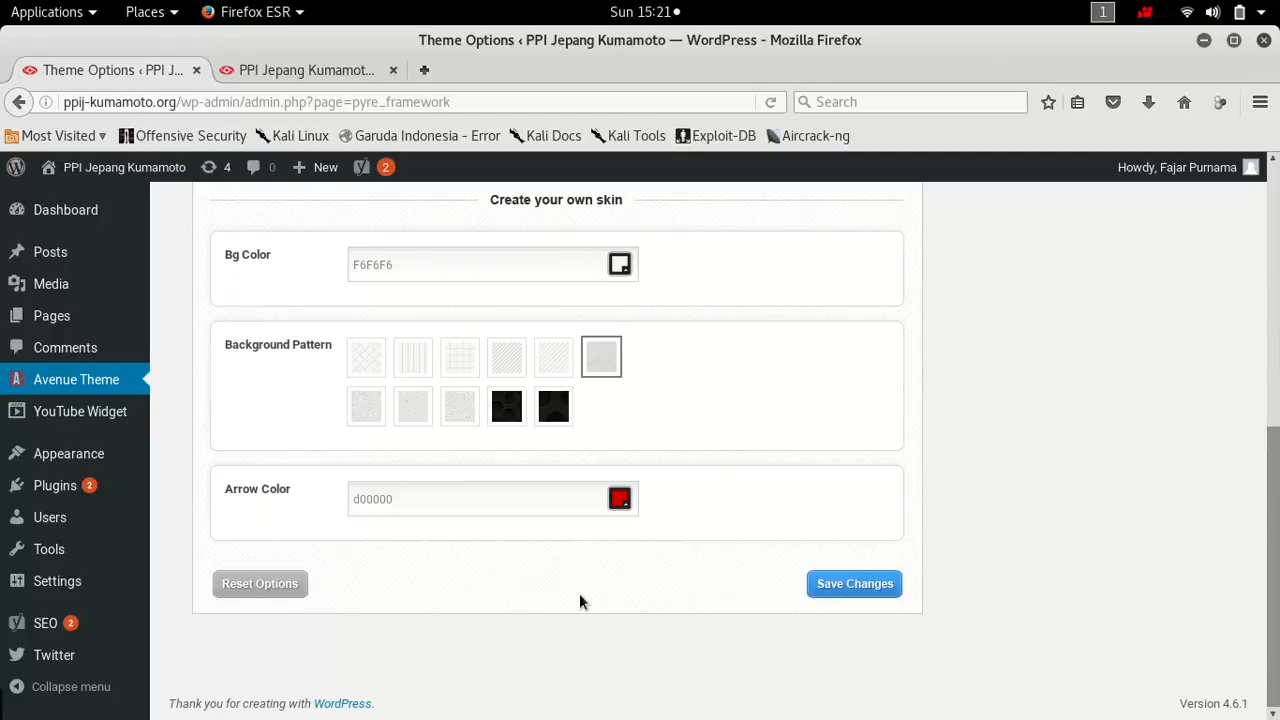 Applications Places Firefox ESR Sun 15:21 1
Theme Options ‹ PPI Jepang Kumamoto — WordPress - Mozilla Firefox
Theme Options ‹ PPI J... PPI Jepang Kumamot...
ppij-kumamoto.org/wp-admin/admin.php?page=pyre_framework Search
Most Visited Offensive Security Kali Linux Garuda Indonesia - Error Kali Docs Kali Tools Exploit-DB Aircrack-ng
PPI Jepang Kumamoto 4 0 New 2 Howdy, Fajar Purnama
Dashboard
Posts
Media
Pages
Comments
Avenue Theme
YouTube Widget
Appearance
Plugins 2
Users
Tools
Settings
SEO 2
Twitter
Collapse menu
Create your own skin
Bg Color
F6F6F6
Background Pattern
Arrow Color
d00000
Reset Options Save Changes
Thank you for creating with WordPress. Version 4.6.1